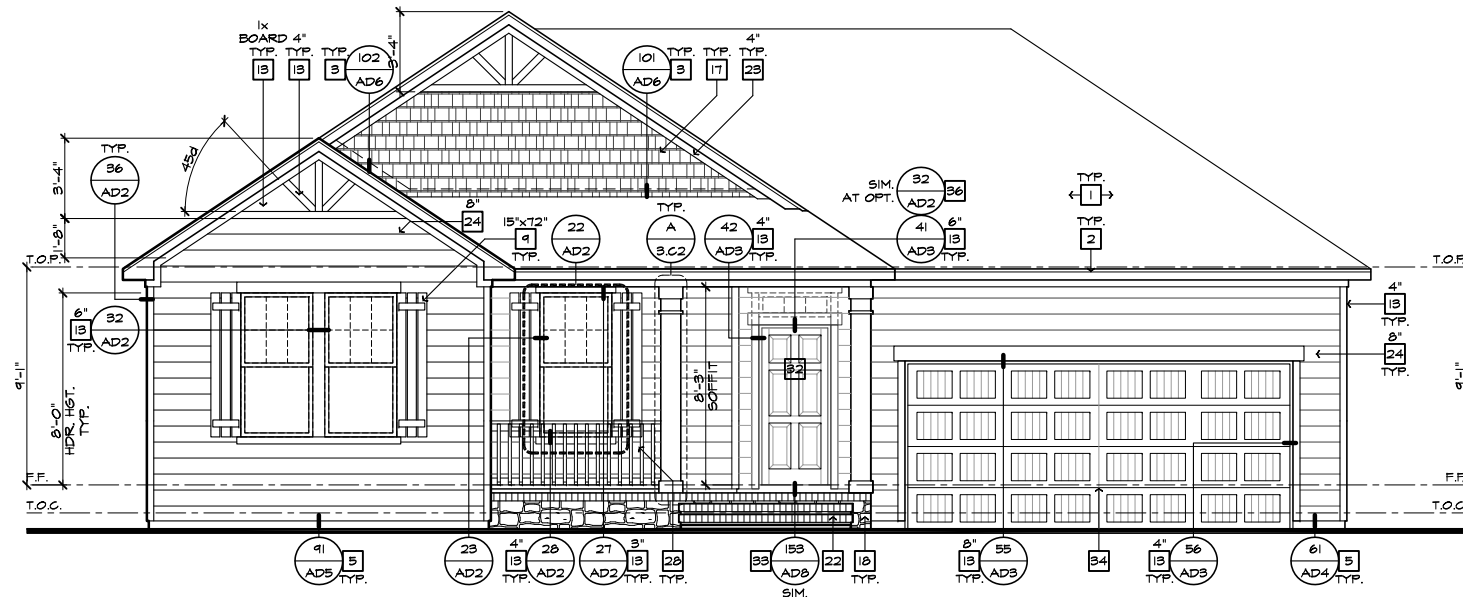 1x
BOARD 4"
TYP. TYP. TYP.
13 13 3
102
AD6
3'-4"
101
AD6
TYP.
3
TYP.
17
4"
TYP.
23
TYP.
36
AD2
3'-4"
45d
1'-8"
8"
24
15"x72"
9
TYP.
22
AD2
TYP.
A
3.C2
42
AD3
4"
13
TYP.
SIM.
AT OPT.
32
AD2
36
41
AD3
6"
13
TYP.
TYP.
1
TYP.
2
T.O.P.
T.O.P.
6"
13
TYP.
32
AD2
9'-1"
8'-0"
HDR. HGT.
TYP.
8'-3"
SOFFIT
32
4"
13
TYP.
8"
24
TYP.
9'-1"
F.F.
F.F.
T.O.C.
T.O.C.
91
AD5
5
TYP.
23
AD2
4"
13
TYP.
28
AD2
27
AD2
3"
13
TYP.
28
TYP.
33
153
AD8
SIM.
22
18
TYP.
8"
13
TYP.
55
AD3
34
4"
13
TYP.
56
AD3
61
AD4
5
TYP.